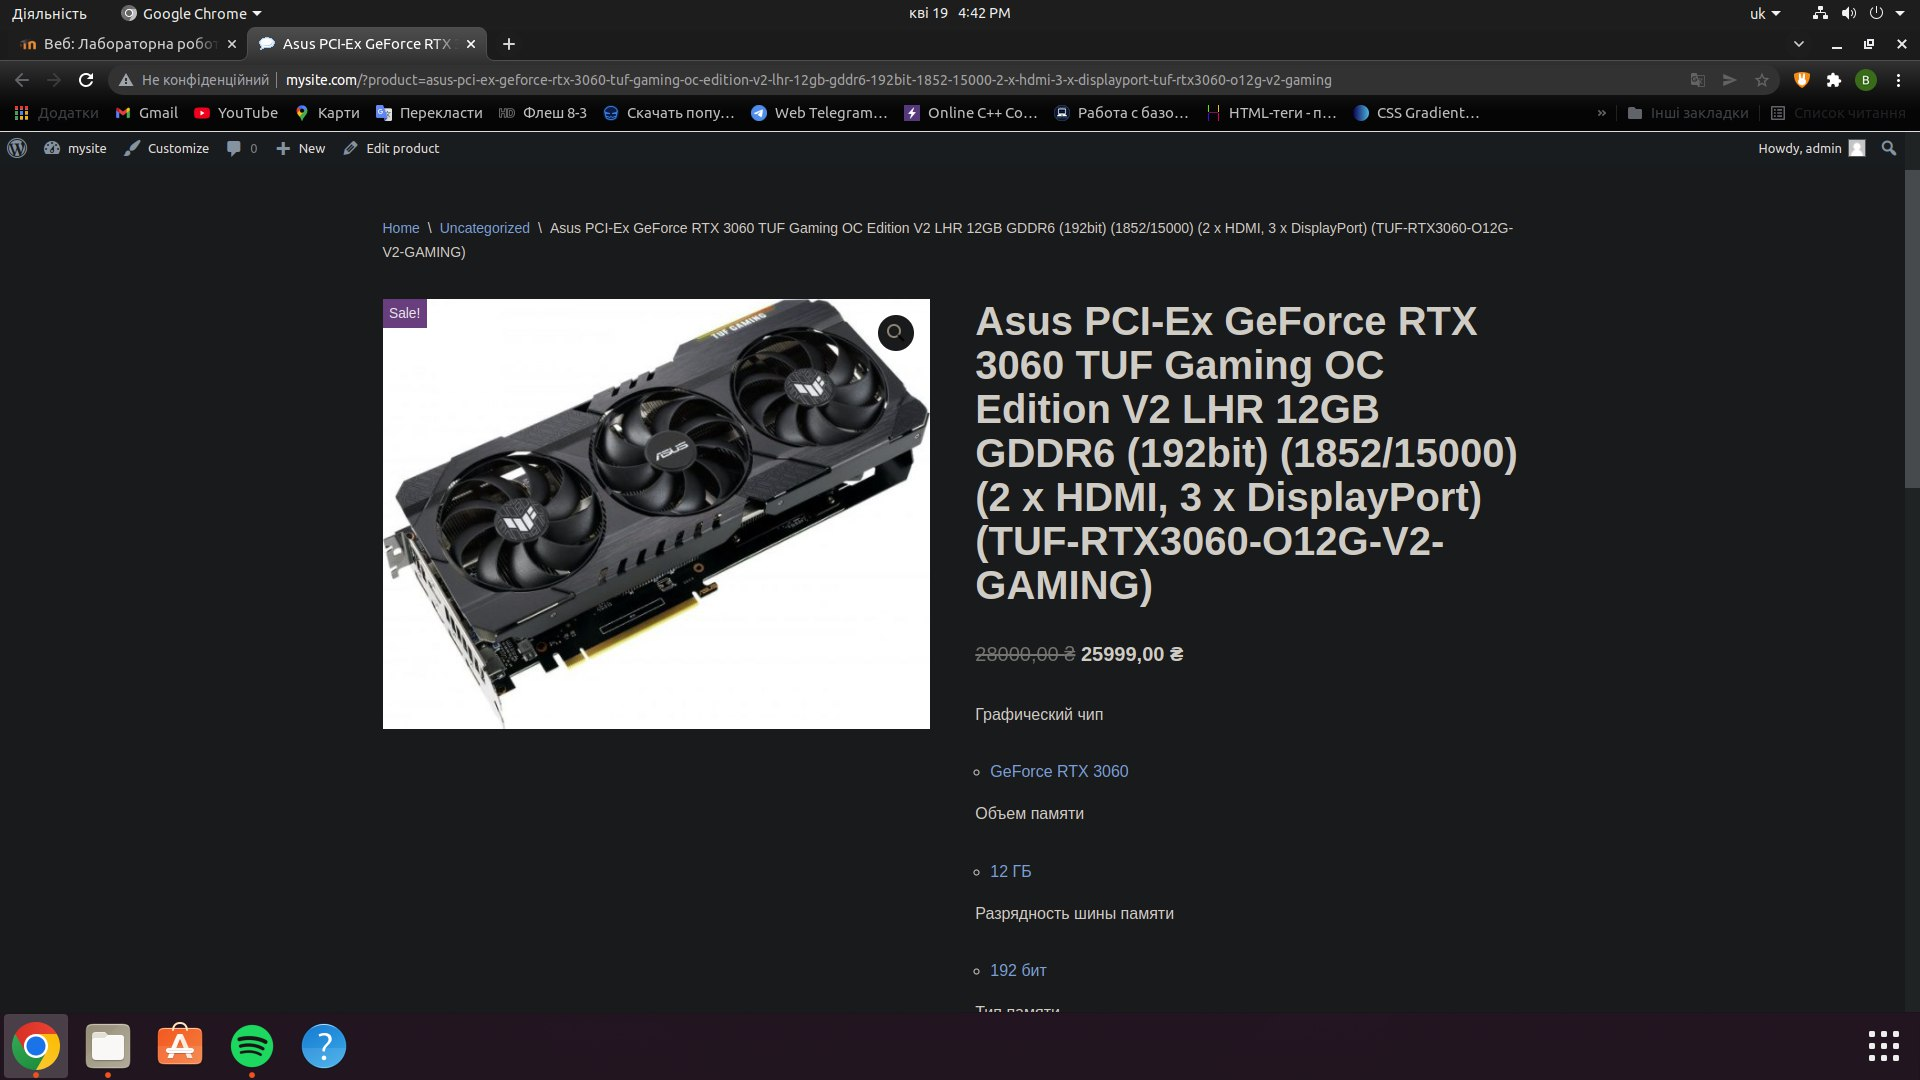 Діяльність
Google Chrome
кві 19 4:42 PM
uk
Веб: Лабораторна робот
Asus PCI-Ex GeForce RTX 3
Не конфіденційний
mysite.com/?product=asus-pci-ex-geforce-rtx-3060-tuf-gaming-oc-edition-v2-lhr-12gb-gddr6-192bit-1852-15000-2-x-hdmi-3-x-displayport-tuf-rtx3060-o12g-v2-gaming
B
Додатки
Gmail
YouTube
Карти
Перекласти
HD Флеш 8-3
Скачать попу…
Web Telegram…
Online C++ Co…
Работа с базо…
HTML-теги - п…
CSS Gradient…
»
Інші закладки
Список читання
mysite
Customize
0
New
Edit product
Howdy, admin
Home \ Uncategorized \ Asus PCI-Ex GeForce RTX 3060 TUF Gaming OC Edition V2 LHR 12GB GDDR6 (192bit) (1852/15000) (2 x HDMI, 3 x DisplayPort) (TUF-RTX3060-O12G-
V2-GAMING)
Sale!
TUF GAMING
ASUS
Asus PCI-Ex GeForce RTX
3060 TUF Gaming OC
Edition V2 LHR 12GB
GDDR6 (192bit) (1852/15000)
(2 x HDMI, 3 x DisplayPort)
(TUF-RTX3060-O12G-V2-
GAMING)
28000,00 ₴ 25999,00 ₴
Графический чип
GeForce RTX 3060
Объем памяти
12 ГБ
Разрядность шины памяти
192 бит
Тип памяти